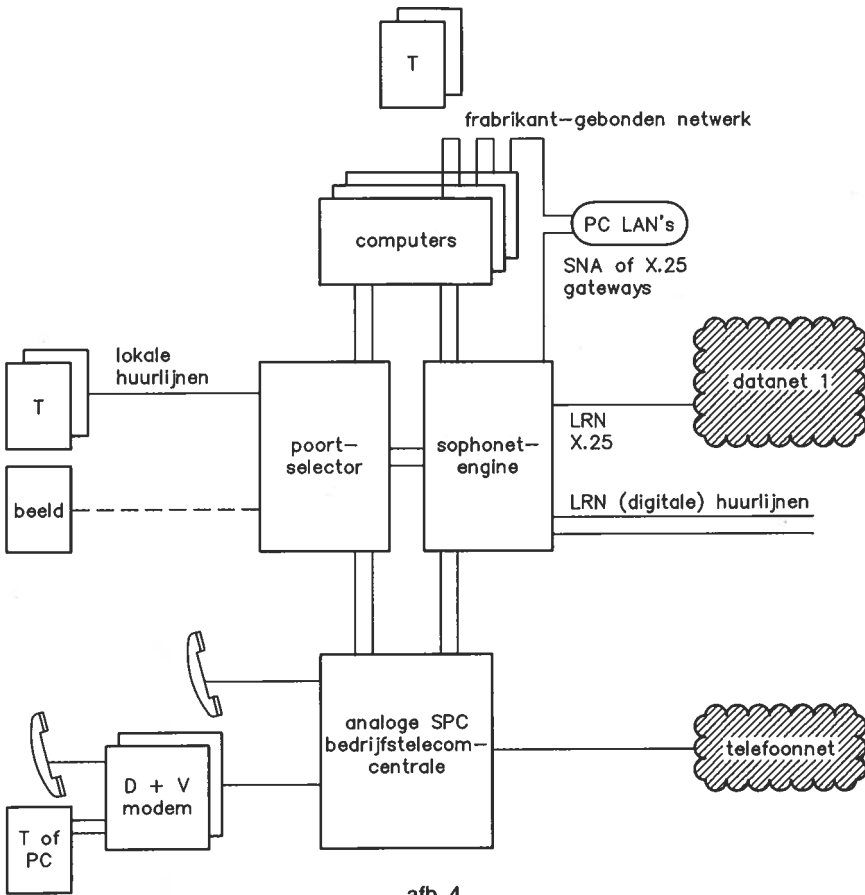 T
frabrikant-gebonden netwerk
computers
PC LAN's
SNA of X.25
gateways
lokale
huurlijnen
T
datanet 1
poort-
selector
sophonet-
engine
LRN
X.25
beeld
LRN (digitale) huurlijnen
analoge SPC
bedrijfstelecom-
centrale
telefoonnet
D + V
modem
T of
PC
afb. 4